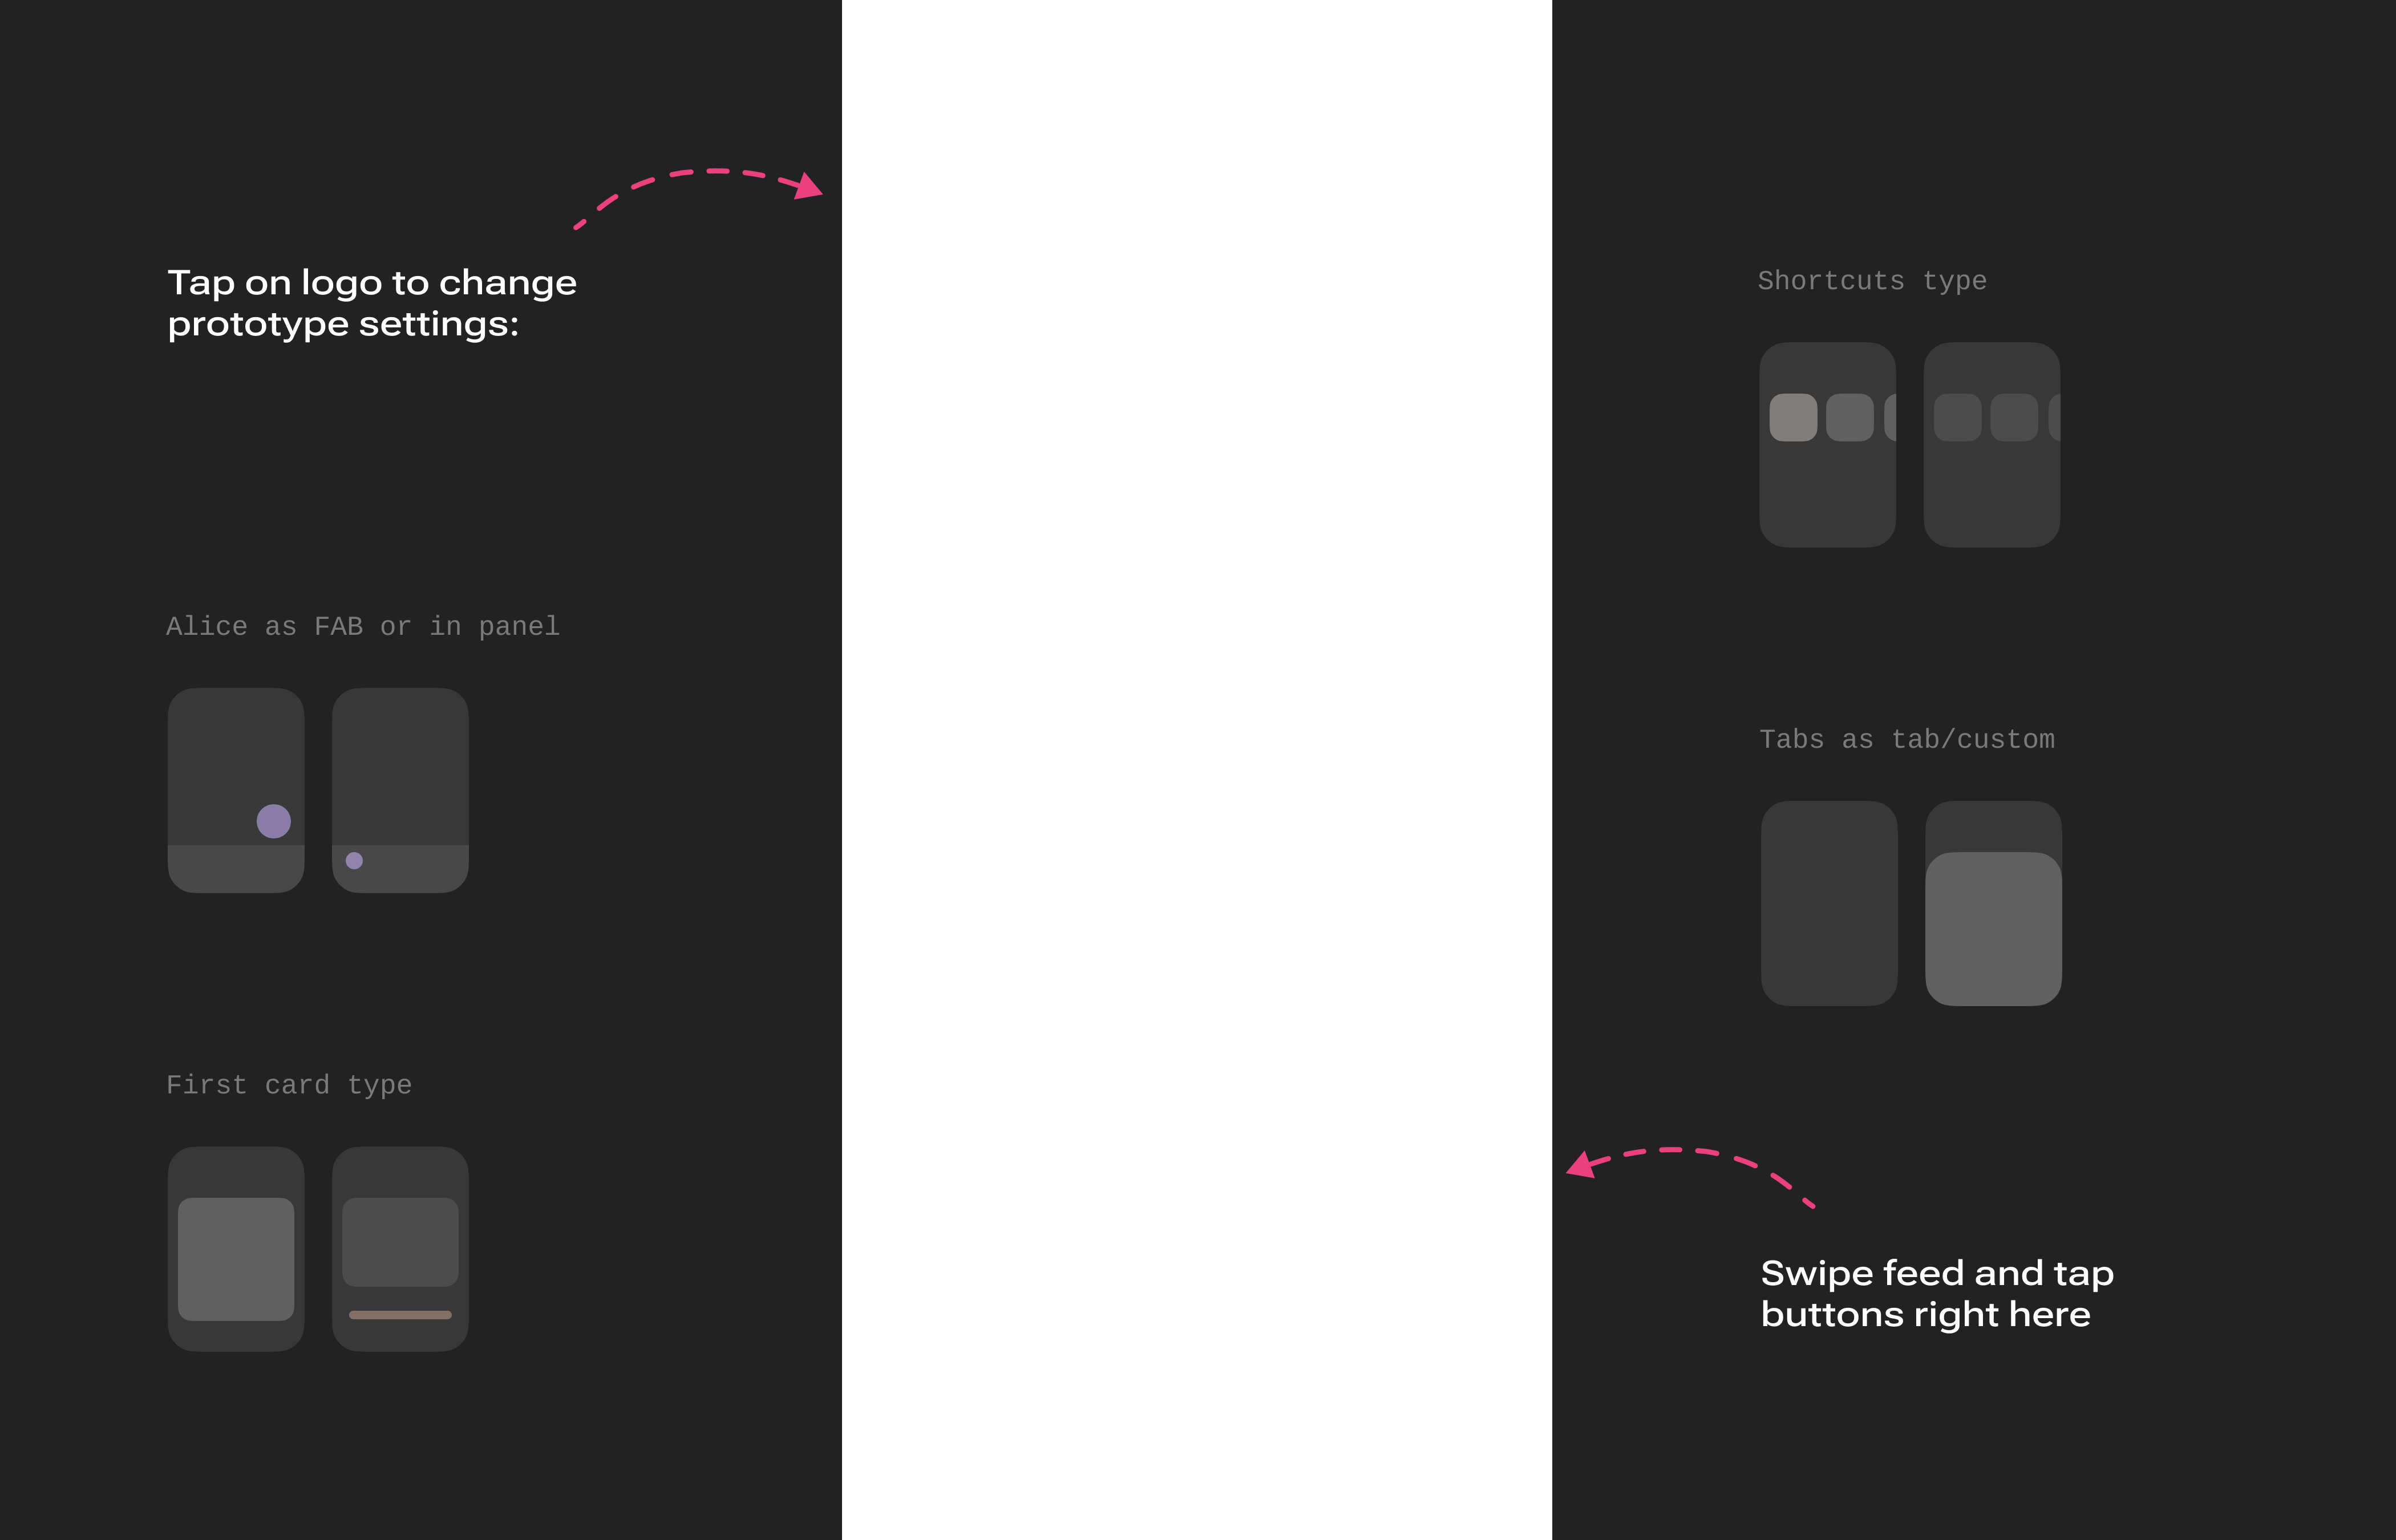 Tap on logo to change
prototype settings:
Alice as FAB or in panel
First card type
Shortcuts type
Tabs as tab/custom
Swipe feed and tap
buttons right here